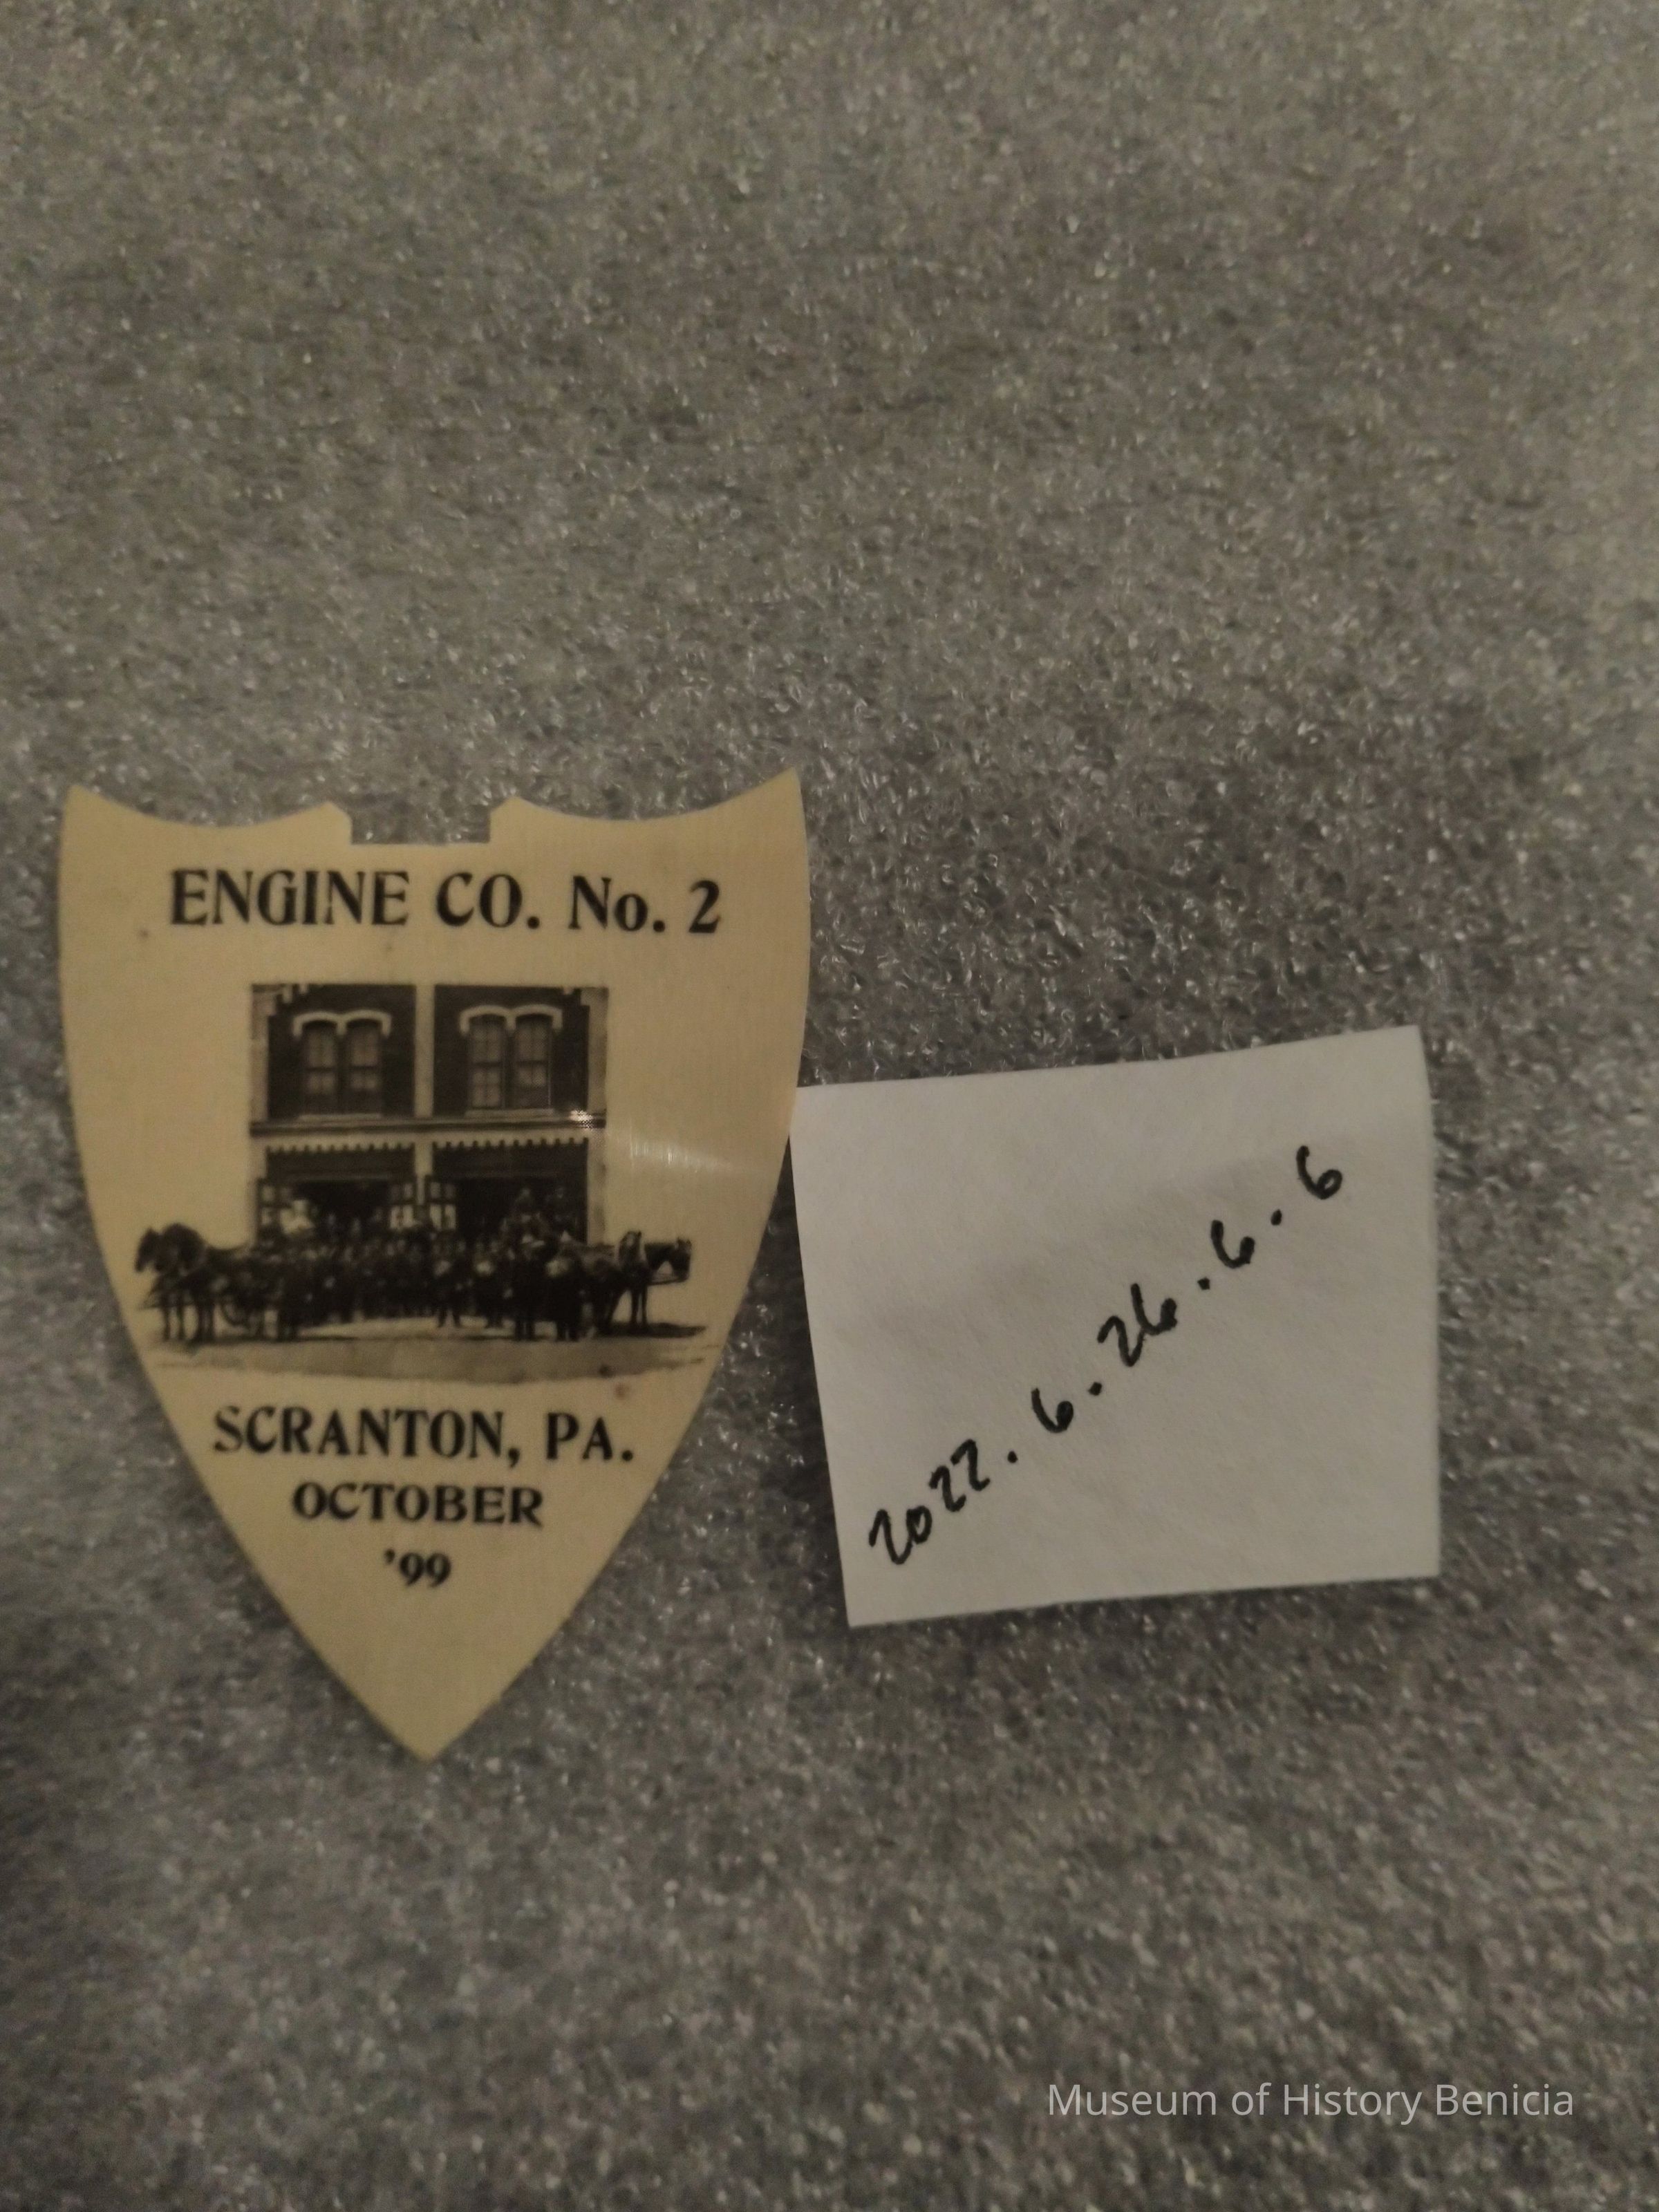 ENGINE CO. No. 2
SCRANTON, PA.
OCTOBER
'99
2022.6.26.6.6
Museum of History Benicia